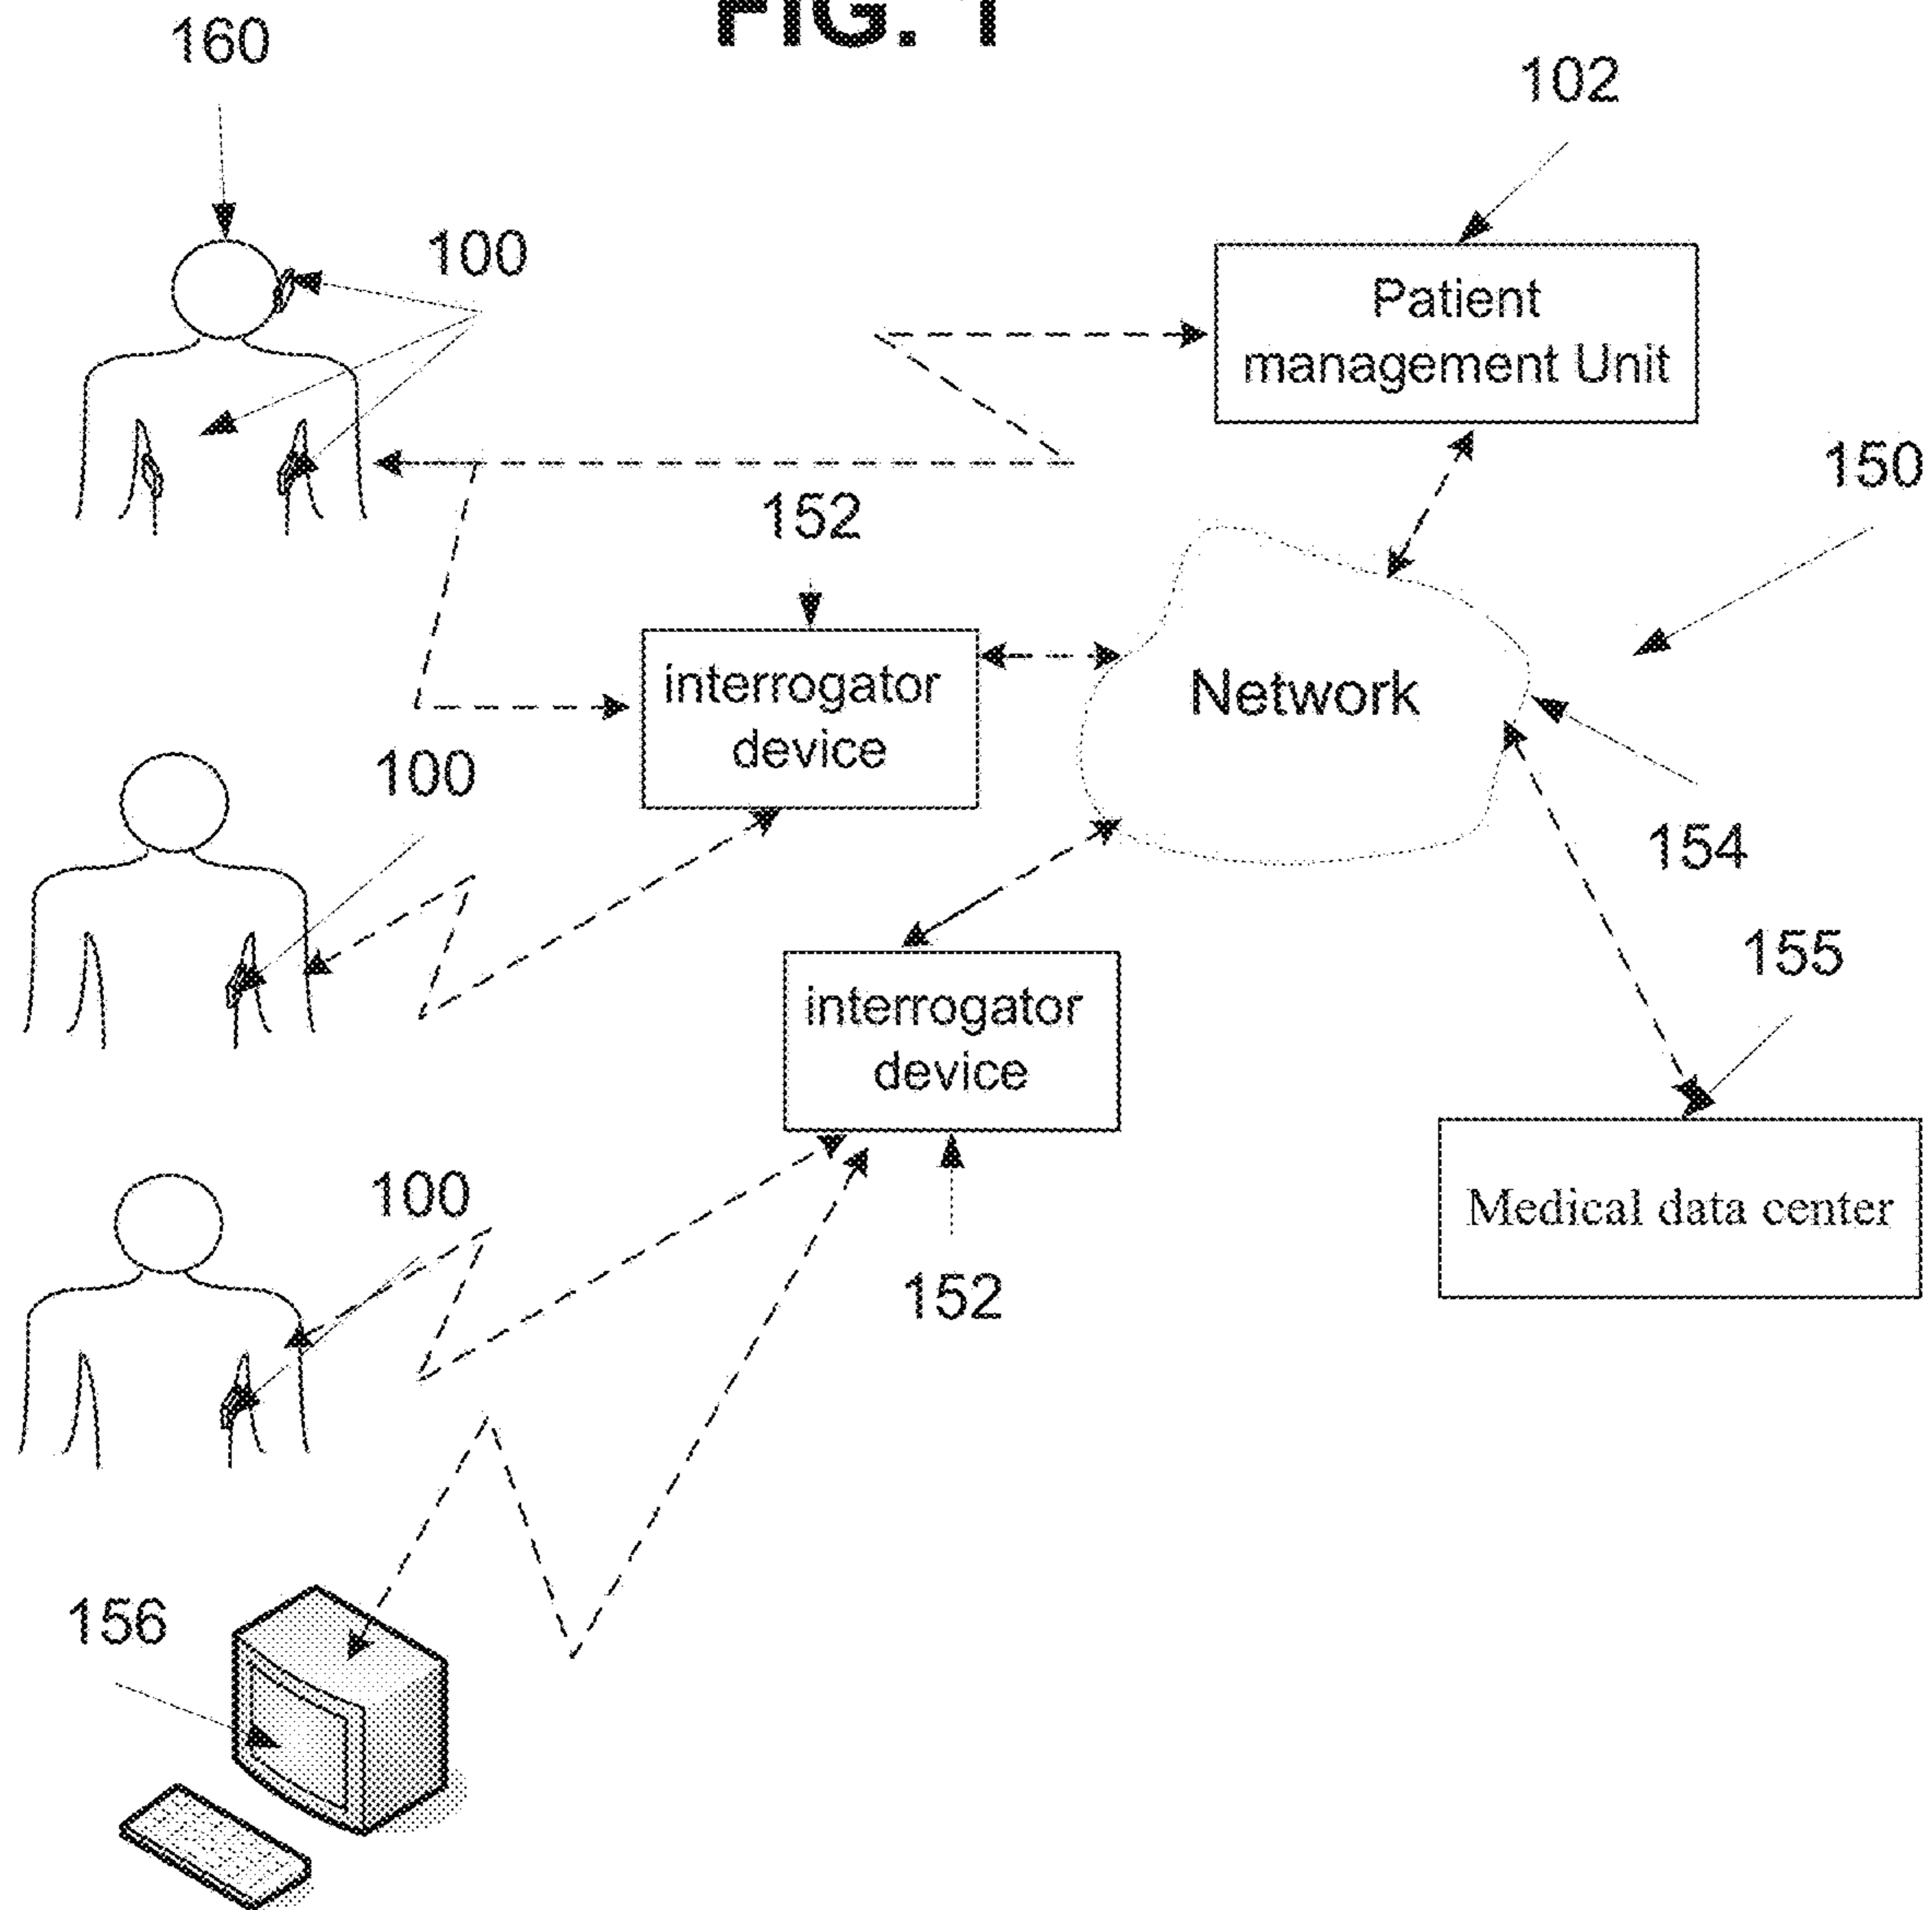 FIG. 1
160
102
100
Patient
management Unit
150
152
interrogator
device
Network
100
154
155
interrogator
device
100
Medical data center
152
156